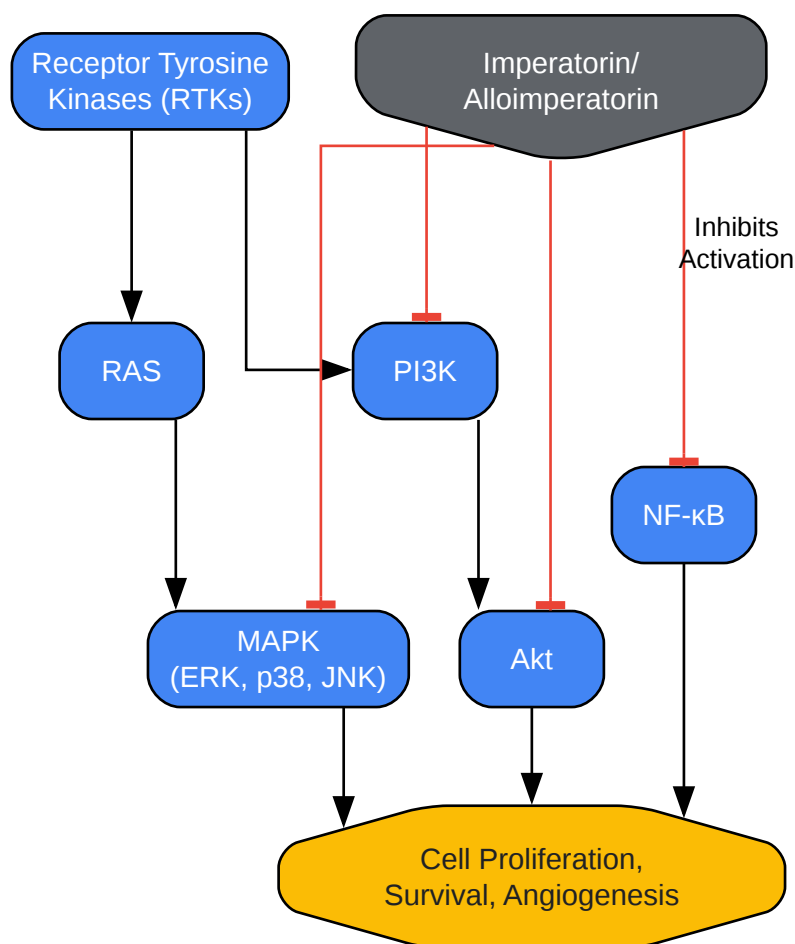 Receptor Tyrosine
Kinases (RTKs)
Imperatorin/
Alloimperatorin
Inhibits
Activation
RAS
PI3K
NF-κB
MAPK
(ERK, p38, JNK)
Akt
Cell Proliferation,
Survival, Angiogenesis